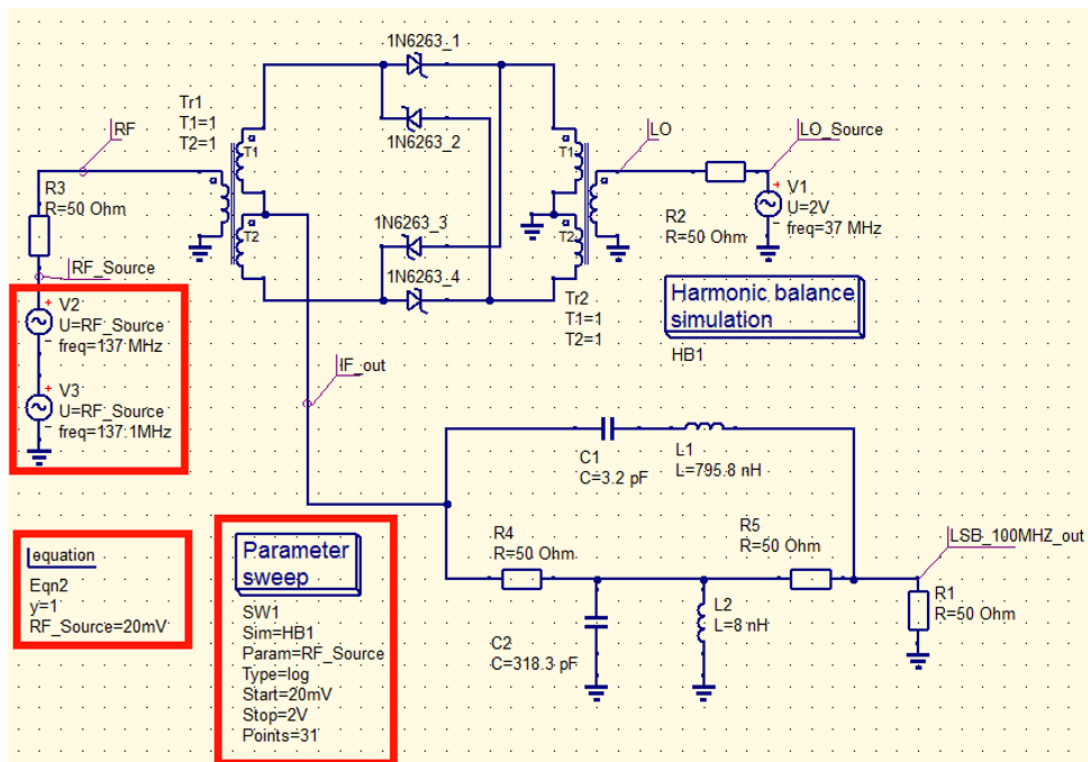 1N6263_1
Tr1
T1=1
T2=1
RF
a
T1
1N6263_2
a
T1
LO
LO_Source
R3
R=50 Ohm
a
a
V1
U=2V
freq=37 MHz
a
T2
1N6263_3
a
T2
R2
R=50 Ohm
RF_Source
1N6263_4
V2
U=RF_Source
freq=137 MHz
Tr2
T1=1
T2=1
Harmonic balance
simulation
HB1
IF_out
V3
U=RF_Source
freq=137.1MHz
C1
C=3.2 pF
L1
L=795.8 nH
equation
Eqn2
y=1
RF_Source=20mV
Parameter
sweep
SW1
Sim=HB1
Param=RF_Source
Type=log
Start=20mV
Stop=2V
Points=31
R4
R=50 Ohm
R5
R=50 Ohm
LSB_100MHZ_out
L2
L=8 nH
R1
R=50 Ohm
C2
C=318.3 pF